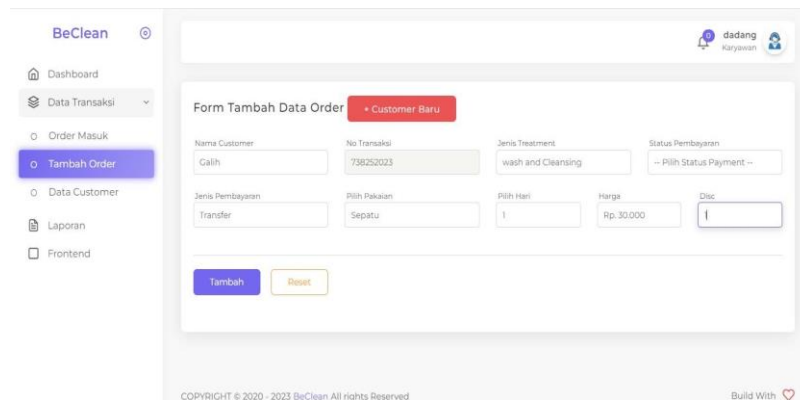 BeClean
0
dadang
Karyawan
Dashboard
Data Transaksi
Order Masuk
Tambah Order
Data Customer
Laporan
Frontend
Form Tambah Data Order
+ Customer Baru
Nama Customer No Transaksi Jenis Treatment Status Pembayaran
Galih 738252023 wash and Cleansing -- Pilih Status Payment --
Jenis Pembayaran Pilih Pakaian Pilih Hari Harga Disc
Transfer Sepatu 1 Rp. 30.000
Tambah Reset
COPYRIGHT © 2020 - 2023 BeClean All rights Reserved Build With